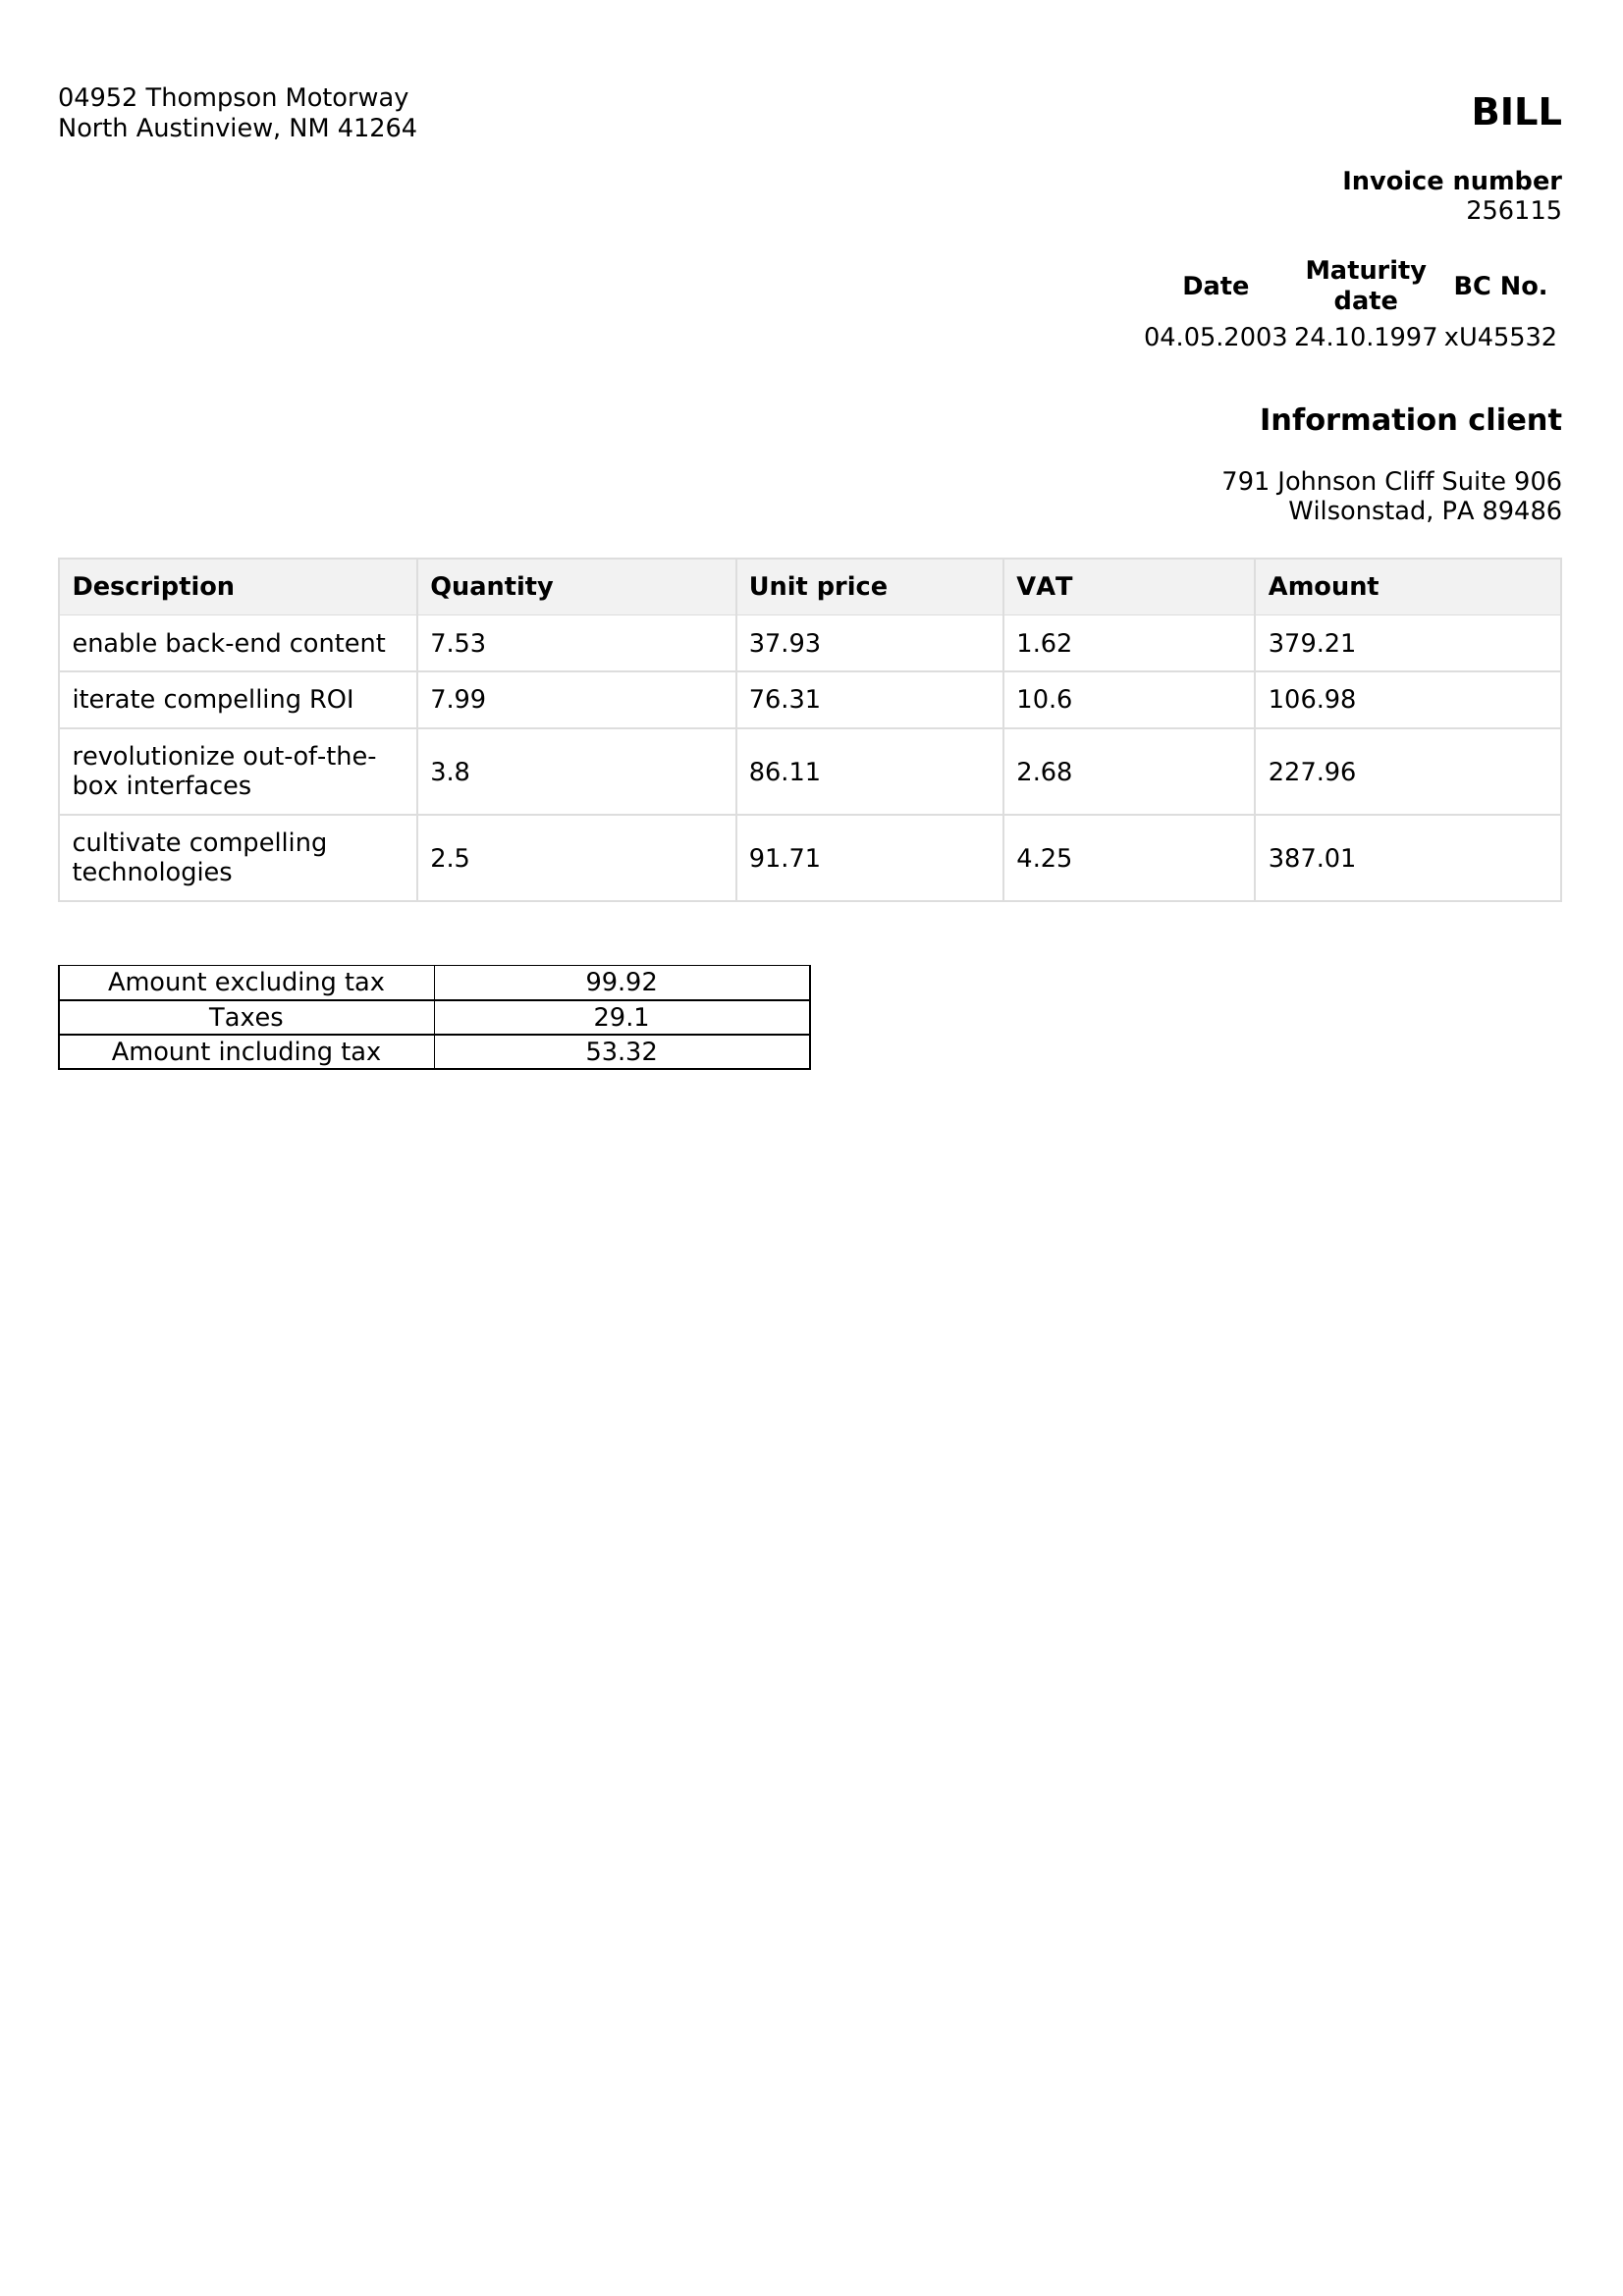 04952 Thompson Motorway
North Austinview, NM 41264
BILL
Invoice number
256115
Date Maturity date BC No.
04.05.2003 24.10.1997 xU45532
Information client
791 Johnson Cliff Suite 906
Wilsonstad, PA 89486
Description Quantity Unit price VAT Amount
enable back-end content 7.53 37.93 1.62 379.21
iterate compelling ROI 7.99 76.31 10.6 106.98
revolutionize out-of-the-
box interfaces 3.8 86.11 2.68 227.96
cultivate compelling
technologies 2.5 91.71 4.25 387.01
Amount excluding tax 99.92
Taxes 29.1
Amount including tax 53.32